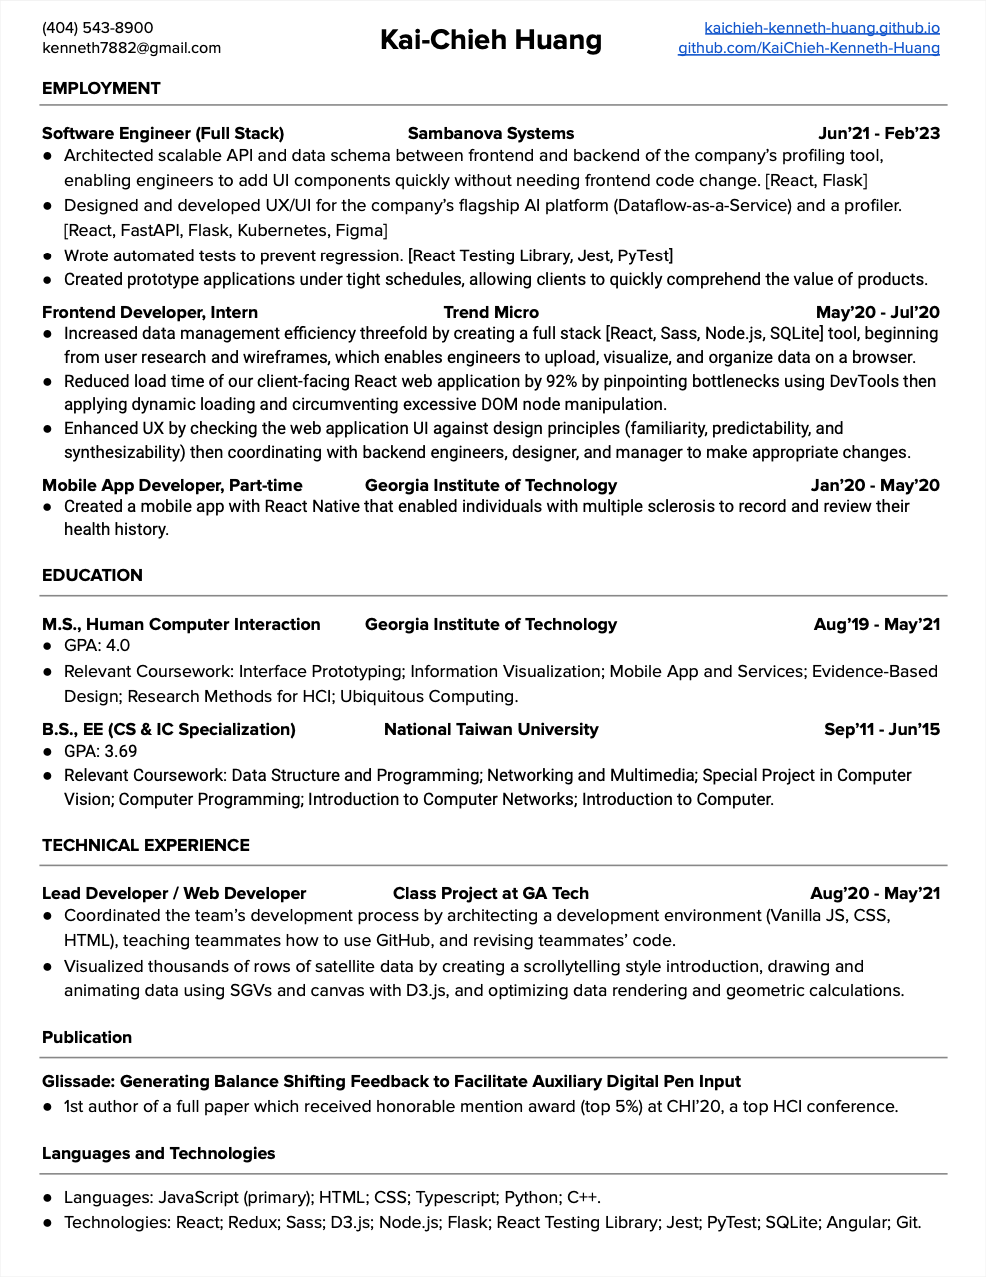 (404) 543-8900
kenneth7882@gmail.com
Kai-Chieh Huang
kaichieh-kenneth-huang.github.io
github.com/KaiChieh-Kenneth-Huang
EMPLOYMENT
Software Engineer (Full Stack) Sambanova Systems Jun'21 - Feb'23
● Architected scalable API and data schema between frontend and backend of the company's profiling tool,
enabling engineers to add UI components quickly without needing frontend code change. [React, Flask]
● Designed and developed UX/UI for the company's flagship AI platform (Dataflow-as-a-Service) and a profiler.
[React, FastAPI, Flask, Kubernetes, Figma]
● Wrote automated tests to prevent regression. [React Testing Library, Jest, PyTest]
● Created prototype applications under tight schedules, allowing clients to quickly comprehend the value of products.
Frontend Developer, Intern Trend Micro May'20 - Jul'20
● Increased data management efficiency threefold by creating a full stack [React, Sass, Node.js, SQLite] tool, beginning
from user research and wireframes, which enables engineers to upload, visualize, and organize data on a browser.
● Reduced load time of our client-facing React web application by 92% by pinpointing bottlenecks using DevTools then
applying dynamic loading and circumventing excessive DOM node manipulation.
● Enhanced UX by checking the web application UI against design principles (familiarity, predictability, and
synthesizability) then coordinating with backend engineers, designer, and manager to make appropriate changes.
Mobile App Developer, Part-time Georgia Institute of Technology Jan'20 - May'20
● Created a mobile app with React Native that enabled individuals with multiple sclerosis to record and review their
health history.
EDUCATION
M.S., Human Computer Interaction Georgia Institute of Technology Aug'19 - May'21
● GPA: 4.0
● Relevant Coursework: Interface Prototyping; Information Visualization; Mobile App and Services; Evidence-Based
Design; Research Methods for HCI; Ubiquitous Computing.
B.S., EE (CS & IC Specialization) National Taiwan University Sep'11 - Jun'15
● GPA: 3.69
● Relevant Coursework: Data Structure and Programming; Networking and Multimedia; Special Project in Computer
Vision; Computer Programming; Introduction to Computer Networks; Introduction to Computer.
TECHNICAL EXPERIENCE
Lead Developer / Web Developer Class Project at GA Tech Aug'20 - May'21
● Coordinated the team's development process by architecting a development environment (Vanilla JS, CSS,
HTML), teaching teammates how to use GitHub, and revising teammates' code.
● Visualized thousands of rows of satellite data by creating a scrollytelling style introduction, drawing and
animating data using SGVs and canvas with D3.js, and optimizing data rendering and geometric calculations.
Publication
Glissade: Generating Balance Shifting Feedback to Facilitate Auxiliary Digital Pen Input
● 1st author of a full paper which received honorable mention award (top 5%) at CHI'20, a top HCI conference.
Languages and Technologies
● Languages: JavaScript (primary); HTML; CSS; Typescript; Python; C++.
● Technologies: React; Redux; Sass; D3.js; Node.js; Flask; React Testing Library; Jest; PyTest; SQLite; Angular; Git.